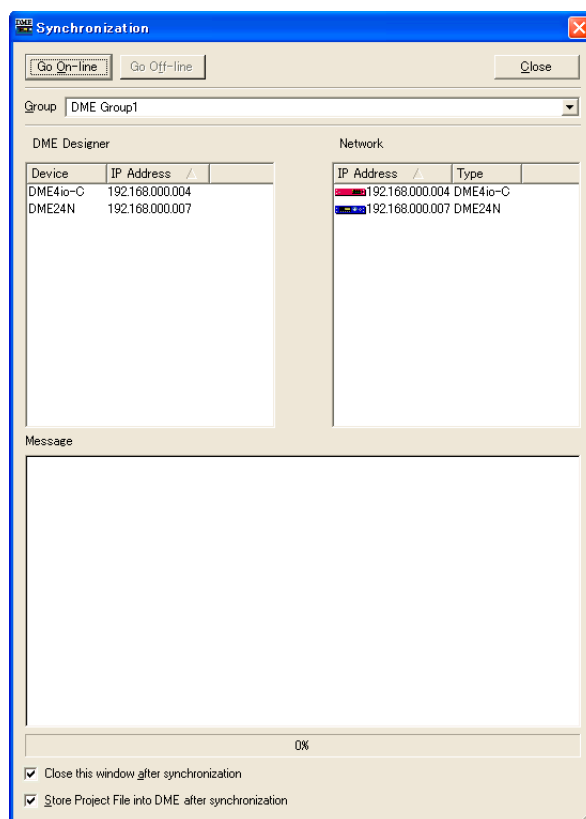 DME Synchronization
Go On-line Go Off-line Close
Group DME Group1
DME Designer Network
Device IP Address IP Address Type
DME4io-C 192.168.000.004 192.168.000.004 DME4io-C
DME24N 192.168.000.007 192.168.000.007 DME24N
Message
0%
Close this window after synchronization
Store Project File into DME after synchronization